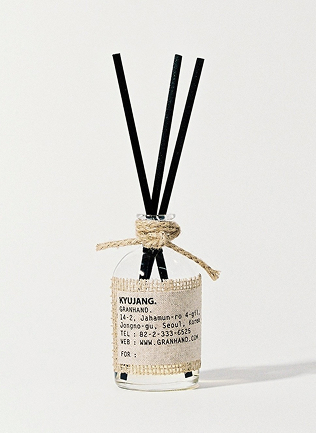 KYUJANG.
GRANHAND.
14-2, Jahamun-ro 4-gil,
Jongno-gu, Seoul, Korea
TEL : 82-2-333-6525
WEB : WWW.GRANHAND.COM
FOR :